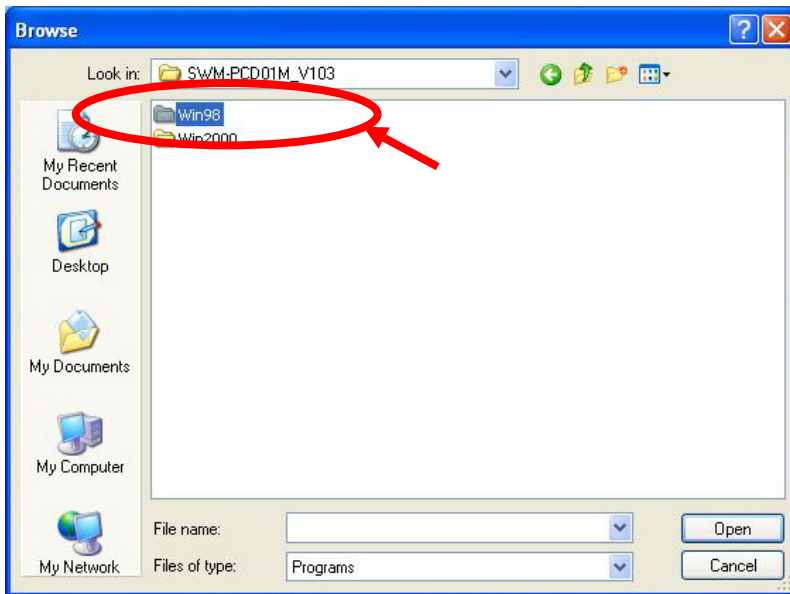 Browse
Look in: SWM-PCD01M_V103
Win98
Win2000
My Recent
Documents
Desktop
My Documents
My Computer
My Network
File name: Open
Files of type: Programs Cancel